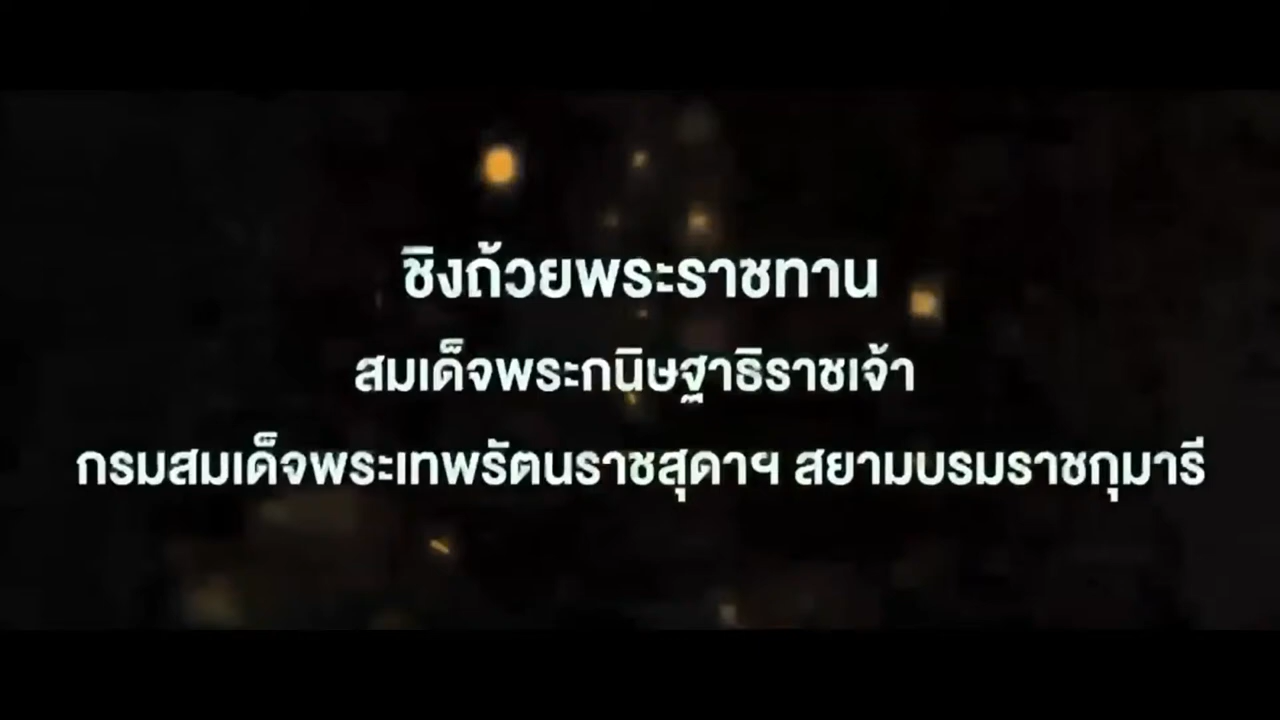 ชิงถ้วยพระราชทาน
สมเด็จพระกนิษฐาธิราชเจ้า
กรมสมเด็จพระเทพรัตนราชสุดาฯ สยามบรมราชกุมารี